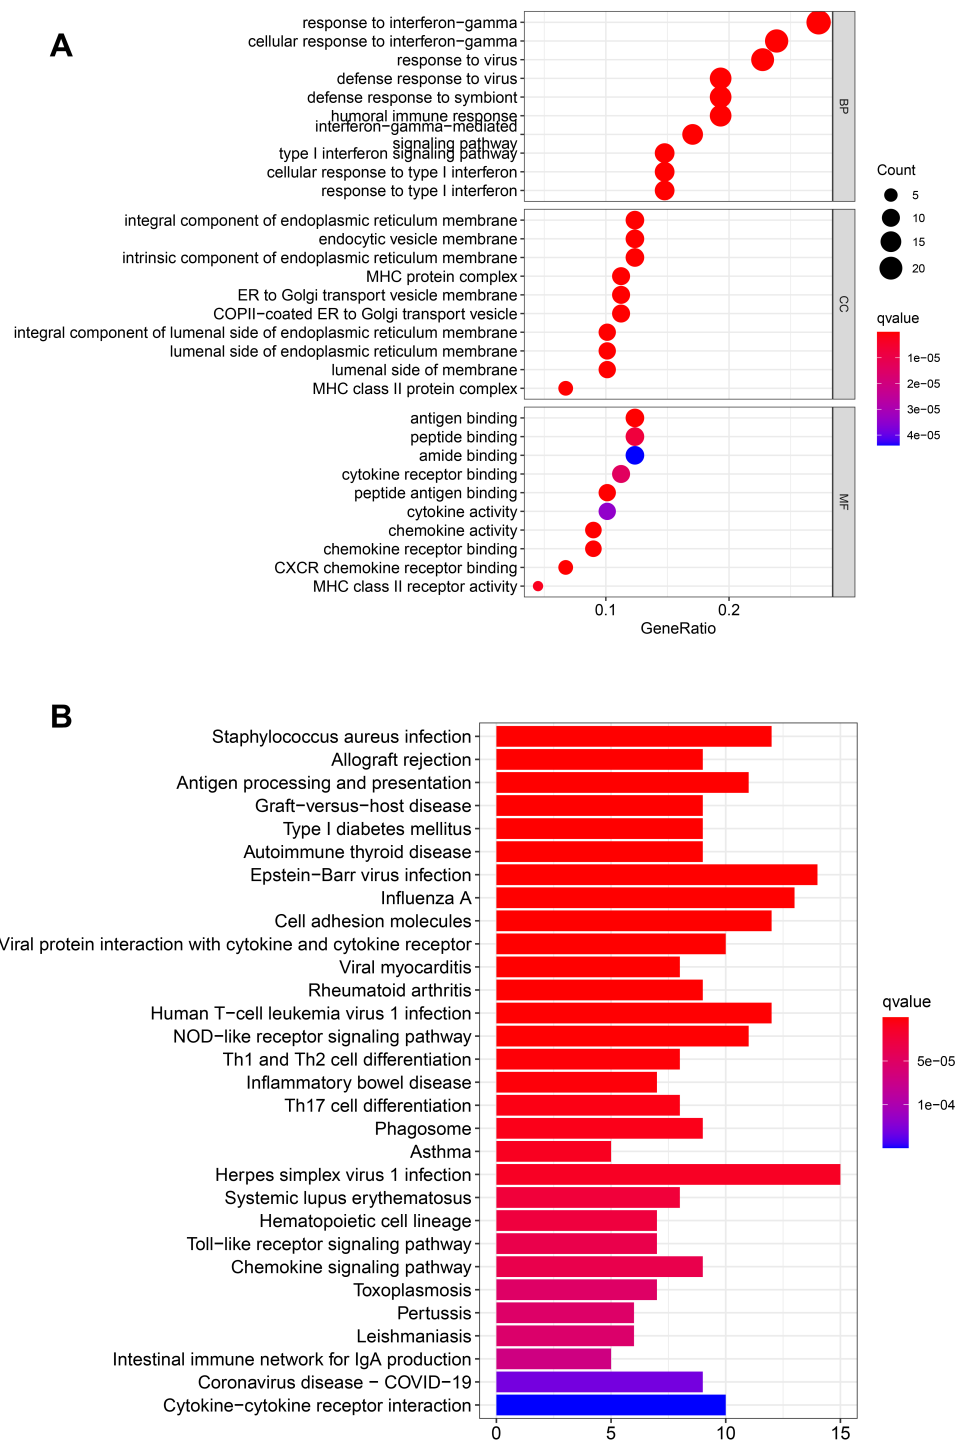 A
response to interferon−gamma
cellular response to interferon−gamma
response to virus
defense response to virus
defense response to symbiont
humoral immune response
interferon−gamma−mediated
signaling pathway
type I interferon signaling pathway
cellular response to type I interferon
response to type I interferon
BP
integral component of endoplasmic reticulum membrane
endocytic vesicle membrane
intrinsic component of endoplasmic reticulum membrane
MHC protein complex
ER to Golgi transport vesicle membrane
COPII−coated ER to Golgi transport vesicle
integral component of lumenal side of endoplasmic reticulum membrane
lumenal side of endoplasmic reticulum membrane
lumenal side of membrane
MHC class II protein complex
CC
antigen binding
peptide binding
amide binding
cytokine receptor binding
peptide antigen binding
cytokine activity
chemokine activity
chemokine receptor binding
CXCR chemokine receptor binding
MHC class II receptor activity
MF
0.1 0.2
GeneRatio
Count
5
10
15
20
qvalue
1e−05
2e−05
3e−05
4e−05
B
Staphylococcus aureus infection
Allograft rejection
Antigen processing and presentation
Graft−versus−host disease
Type I diabetes mellitus
Autoimmune thyroid disease
Epstein−Barr virus infection
Influenza A
Cell adhesion molecules
Viral protein interaction with cytokine and cytokine receptor
Viral myocarditis
Rheumatoid arthritis
Human T−cell leukemia virus 1 infection
NOD−like receptor signaling pathway
Th1 and Th2 cell differentiation
Inflammatory bowel disease
Th17 cell differentiation
Phagosome
Asthma
Herpes simplex virus 1 infection
Systemic lupus erythematosus
Hematopoietic cell lineage
Toll−like receptor signaling pathway
Chemokine signaling pathway
Toxoplasmosis
Pertussis
Leishmaniasis
Intestinal immune network for IgA production
Coronavirus disease − COVID−19
Cytokine−cytokine receptor interaction
0 5 10 15
qvalue
5e−05
1e−04